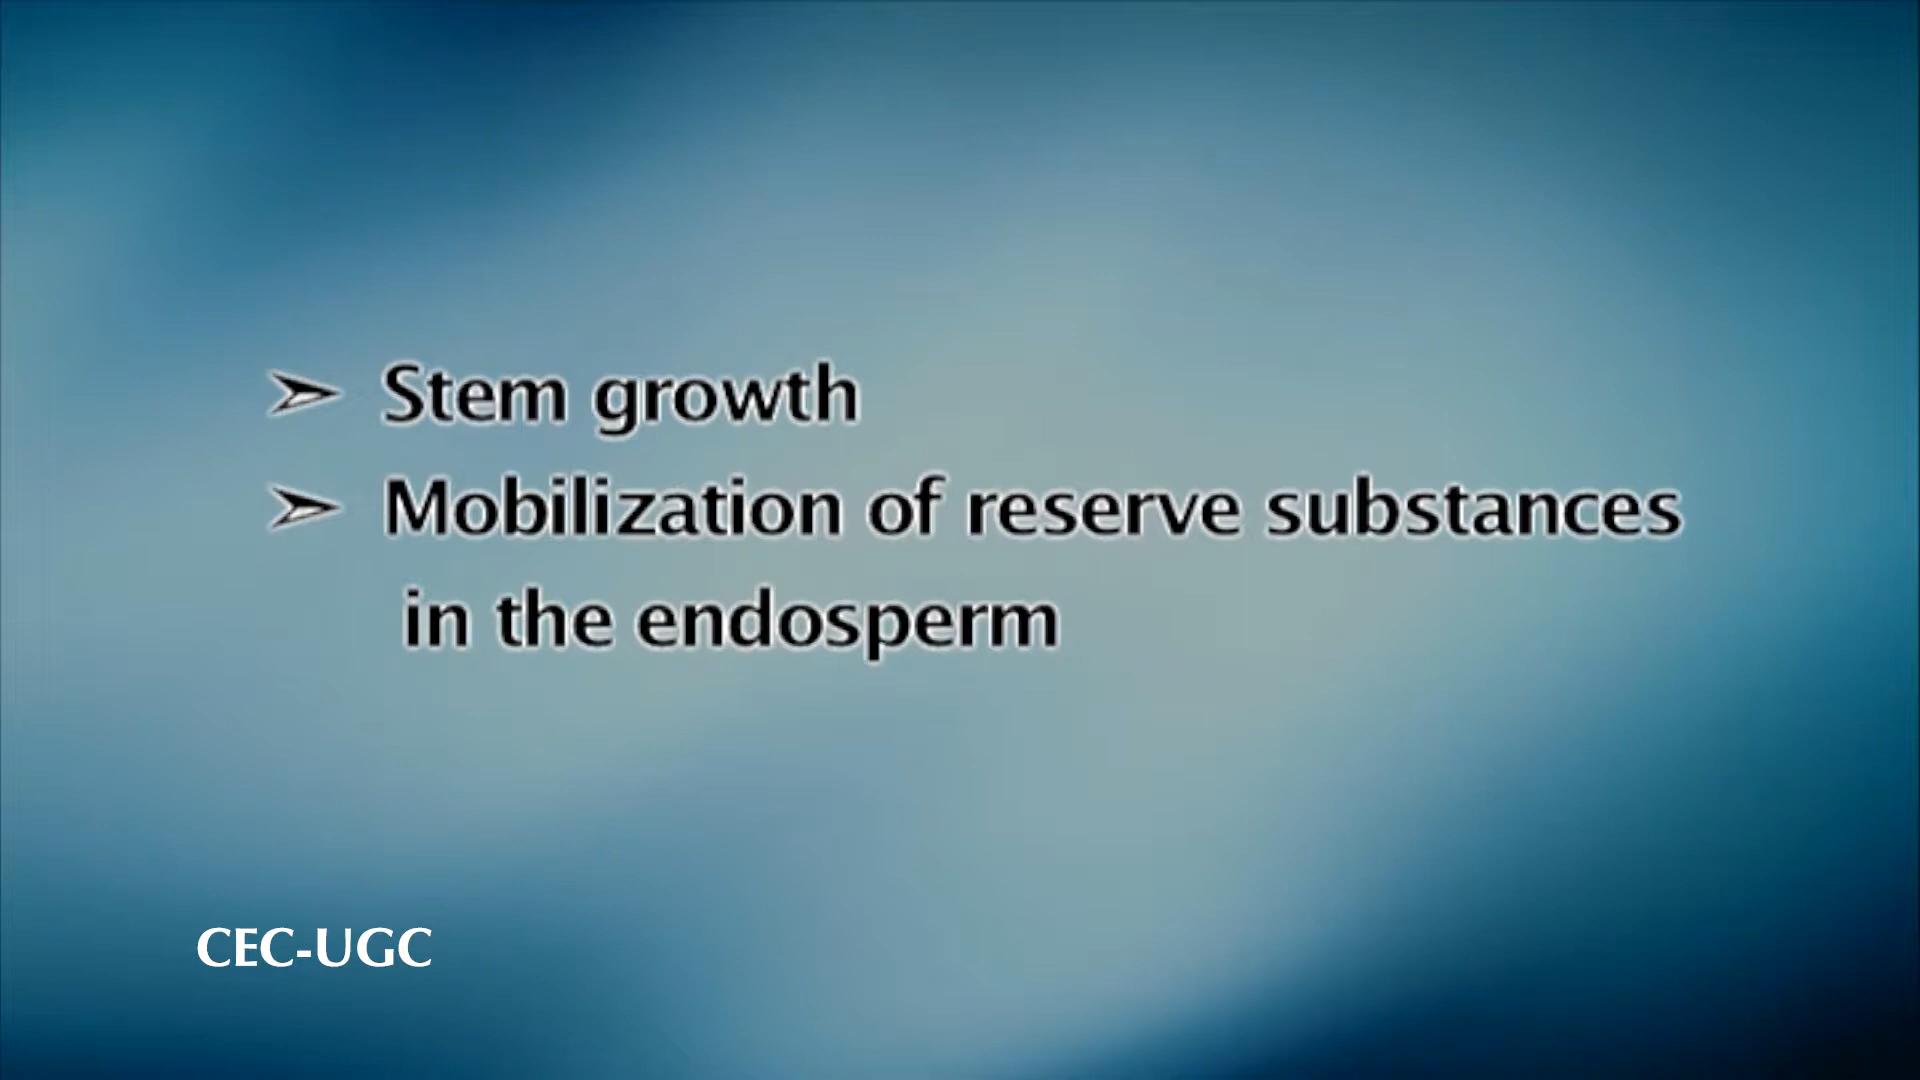 ➢ Stem growth
➢ Mobilization of reserve substances
in the endosperm
CEC-UGC